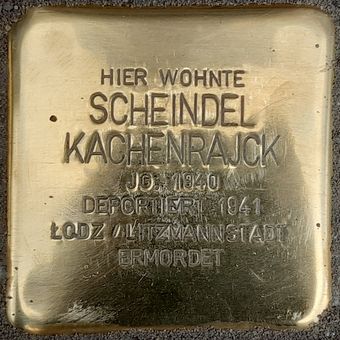 HIER WOHNTE
SCHEINDEL
KACHENRAJCK
JG. 1940
DEPORTIERT 1941
ŁODZ / LITZMANNSTADT
ERMORDET